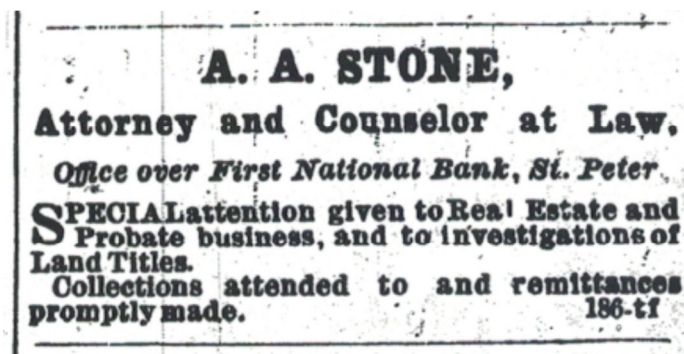 A. A. STONE,
Attorney and Counselor at Law,
Office over First National Bank, St. Peter
SPECIAL attention given to Real Estate and
Probate business, and to investigations of
Land Titles.
Collections attended to and remittances
promptly made. 186-tf